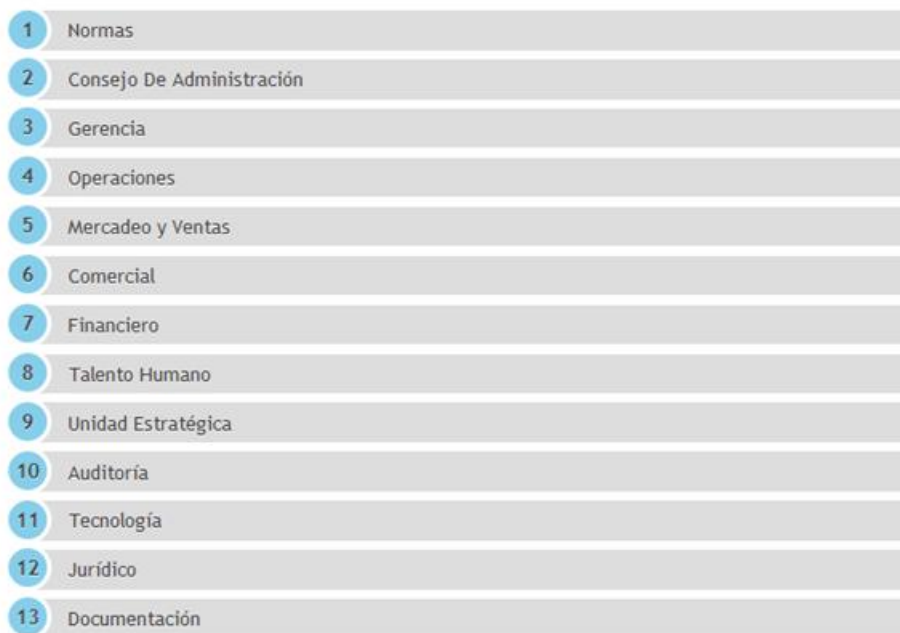 1 Normas
2 Consejo De Administración
3 Gerencia
4 Operaciones
5 Mercadeo y Ventas
6 Comercial
7 Financiero
8 Talento Humano
9 Unidad Estratégica
10 Auditoría
11 Tecnología
12 Jurídico
13 Documentación